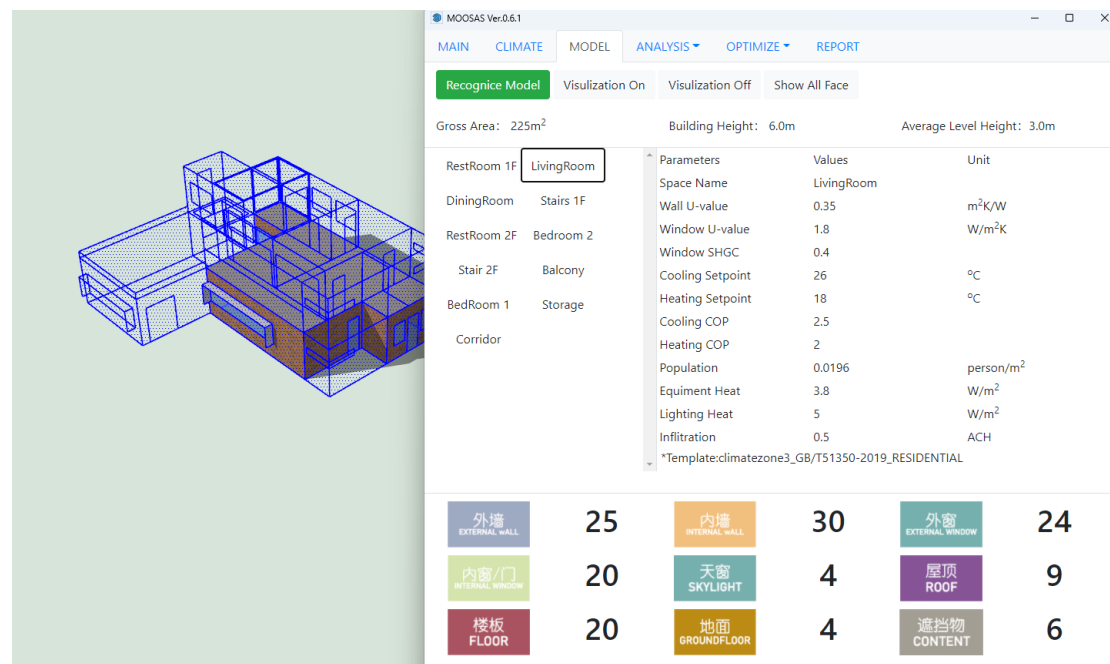 MOOSAS Ver.0.6.1
MAIN CLIMATE MODEL ANALYSIS OPTIMIZE REPORT
Recognice Model Visulization On Visulization Off Show All Face
Gross Area: 225m² Building Height: 6.0m Average Level Height: 3.0m
RestRoom 1F LivingRoom
DiningRoom Stairs 1F
RestRoom 2F Bedroom 2
Stair 2F Balcony
BedRoom 1 Storage
Corridor
Parameters Values Unit
Space Name LivingRoom
Wall U-value 0.35 m²K/W
Window U-value 1.8 W/m²K
Window SHGC 0.4
Cooling Setpoint 26 °C
Heating Setpoint 18 °C
Cooling COP 2.5
Heating COP 2
Population 0.0196 person/m²
Equiment Heat 3.8 W/m²
Lighting Heat 5 W/m²
Inflitration 0.5 ACH
*Template:climatezone3_GB/T51350-2019_RESIDENTIAL
外墙 EXTERNAL WALL 25 内墙 INTERNAL WALL 30 外窗 EXTERNAL WINDOW 24
内窗/门 INTERNAL WINDOW 20 天窗 SKYLIGHT 4 屋顶 ROOF 9
楼板 FLOOR 20 地面 GROUNDFLOOR 4 遮挡物 CONTENT 6